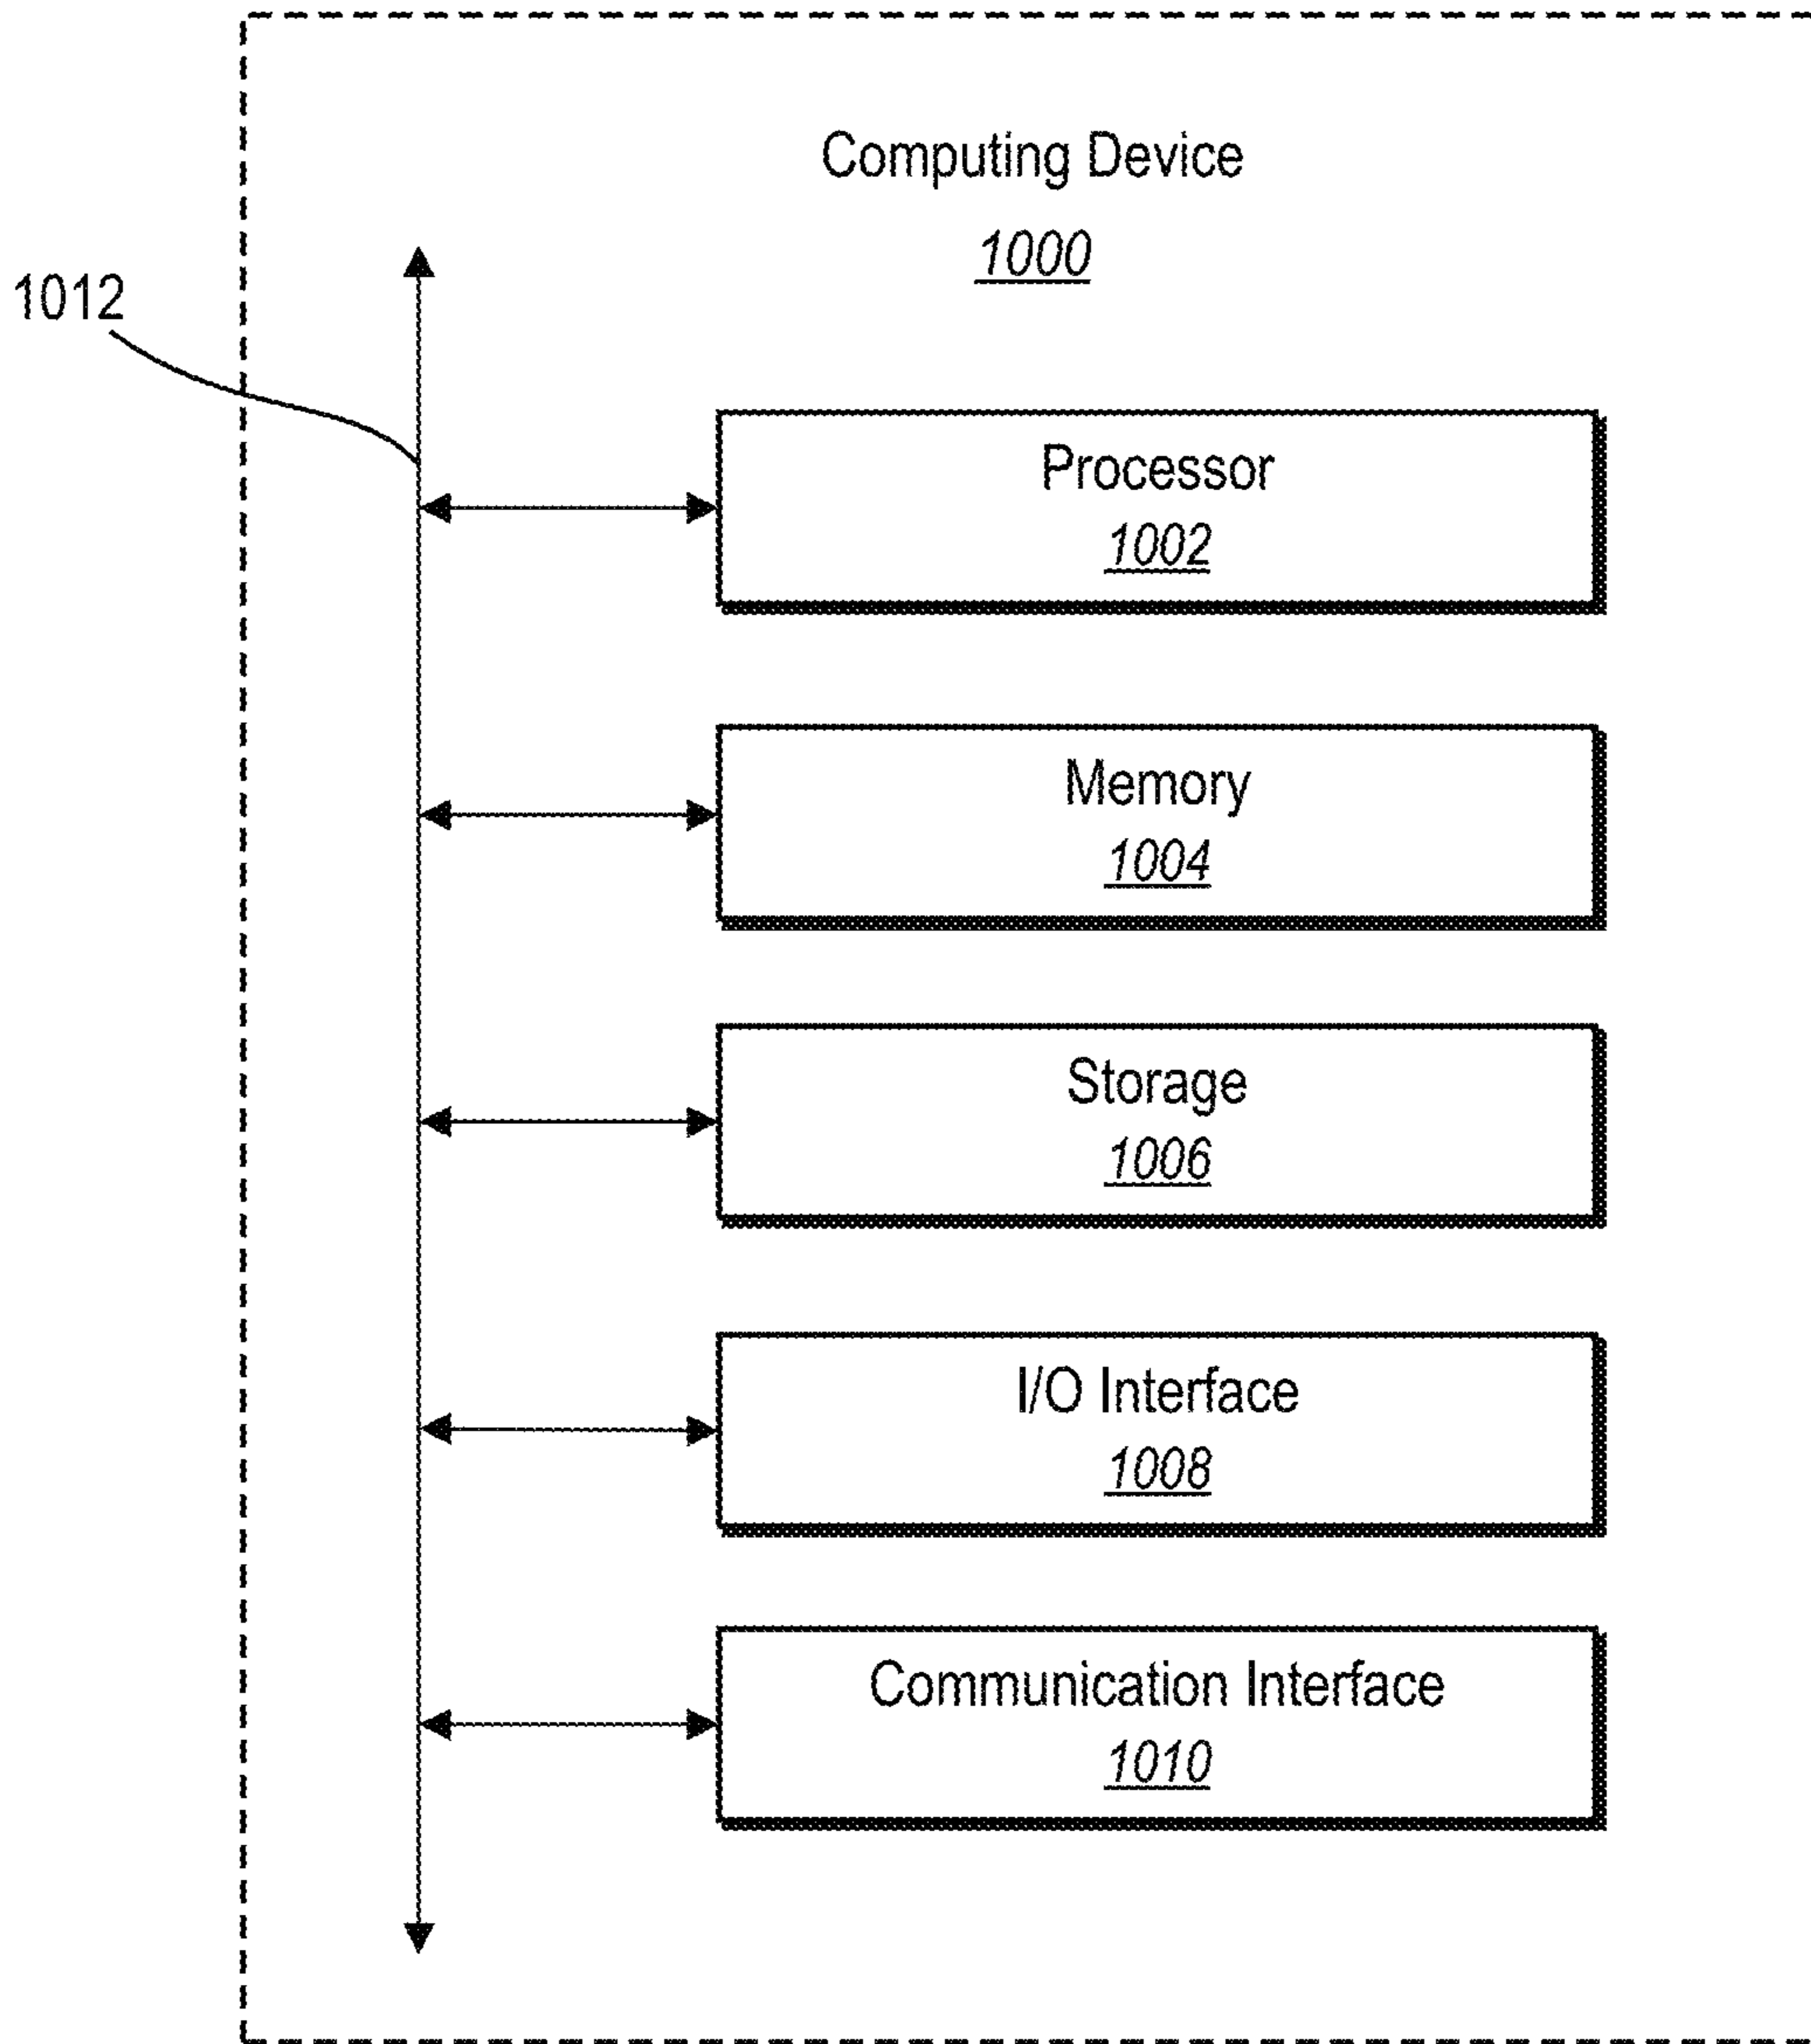 Computing Device
1000
1012
Processor
1002
Memory
1004
Storage
1006
I/O Interface
1008
Communication Interface
1010